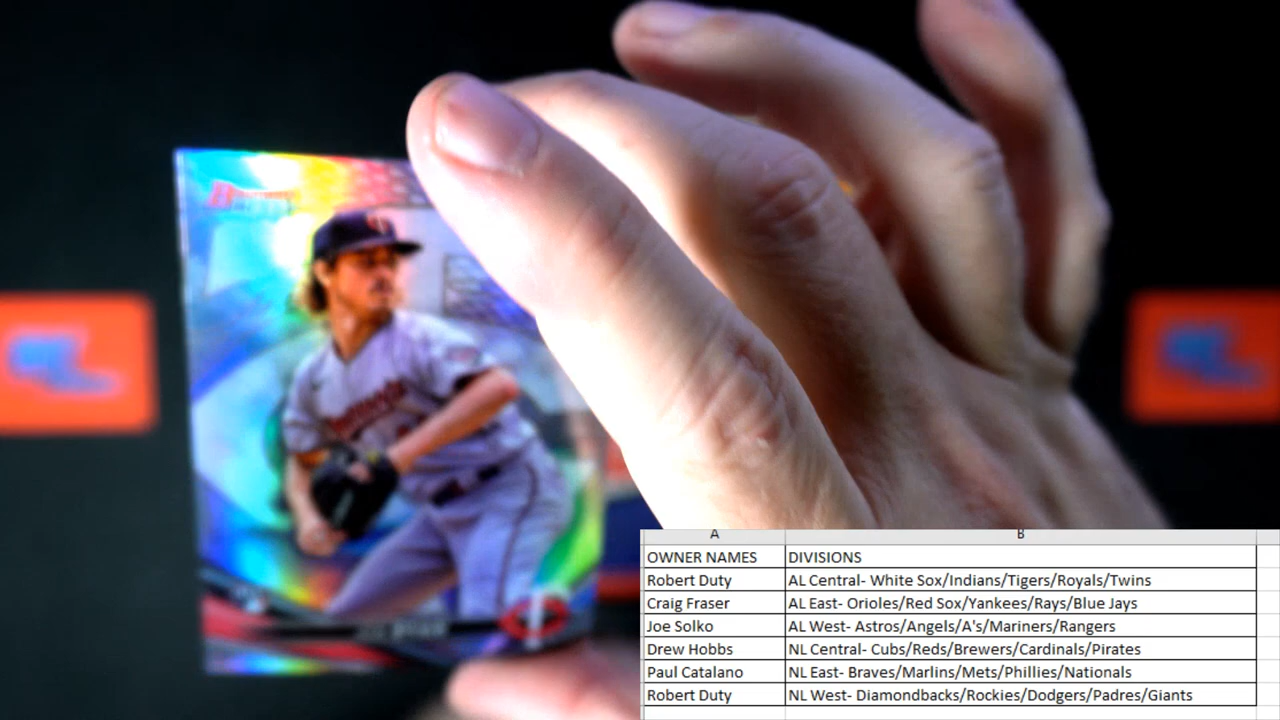 A
B
OWNER NAMES DIVISIONS
Robert Duty AL Central- White Sox/Indians/Tigers/Royals/Twins
Craig Fraser AL East- Orioles/Red Sox/Yankees/Rays/Blue Jays
Joe Solko AL West- Astros/Angels/A's/Mariners/Rangers
Drew Hobbs NL Central- Cubs/Reds/Brewers/Cardinals/Pirates
Paul Catalano NL East- Braves/Marlins/Mets/Phillies/Nationals
Robert Duty NL West- Diamondbacks/Rockies/Dodgers/Padres/Giants